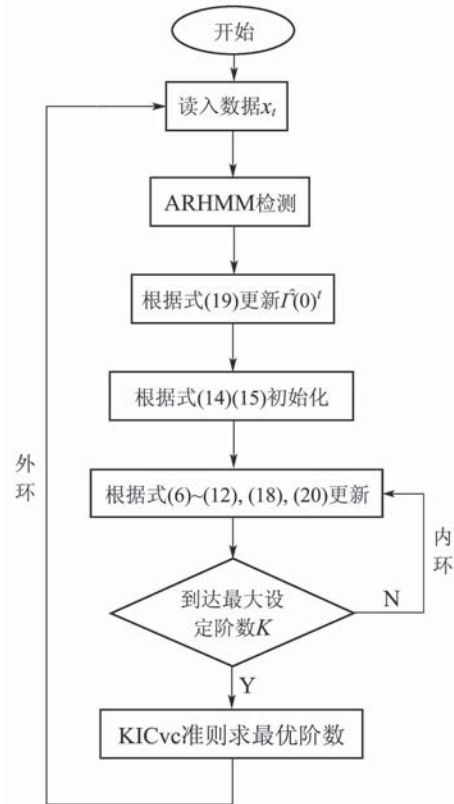 开始
读入数据xₜ
ARHMM检测
根据式(19)更新Γ̂(0)ᵗ
根据式(14)(15)初始化
外环
根据式(6)~(12), (18), (20)更新
内环
到达最大设
定阶数K
N
Y
KICvc准则求最优阶数